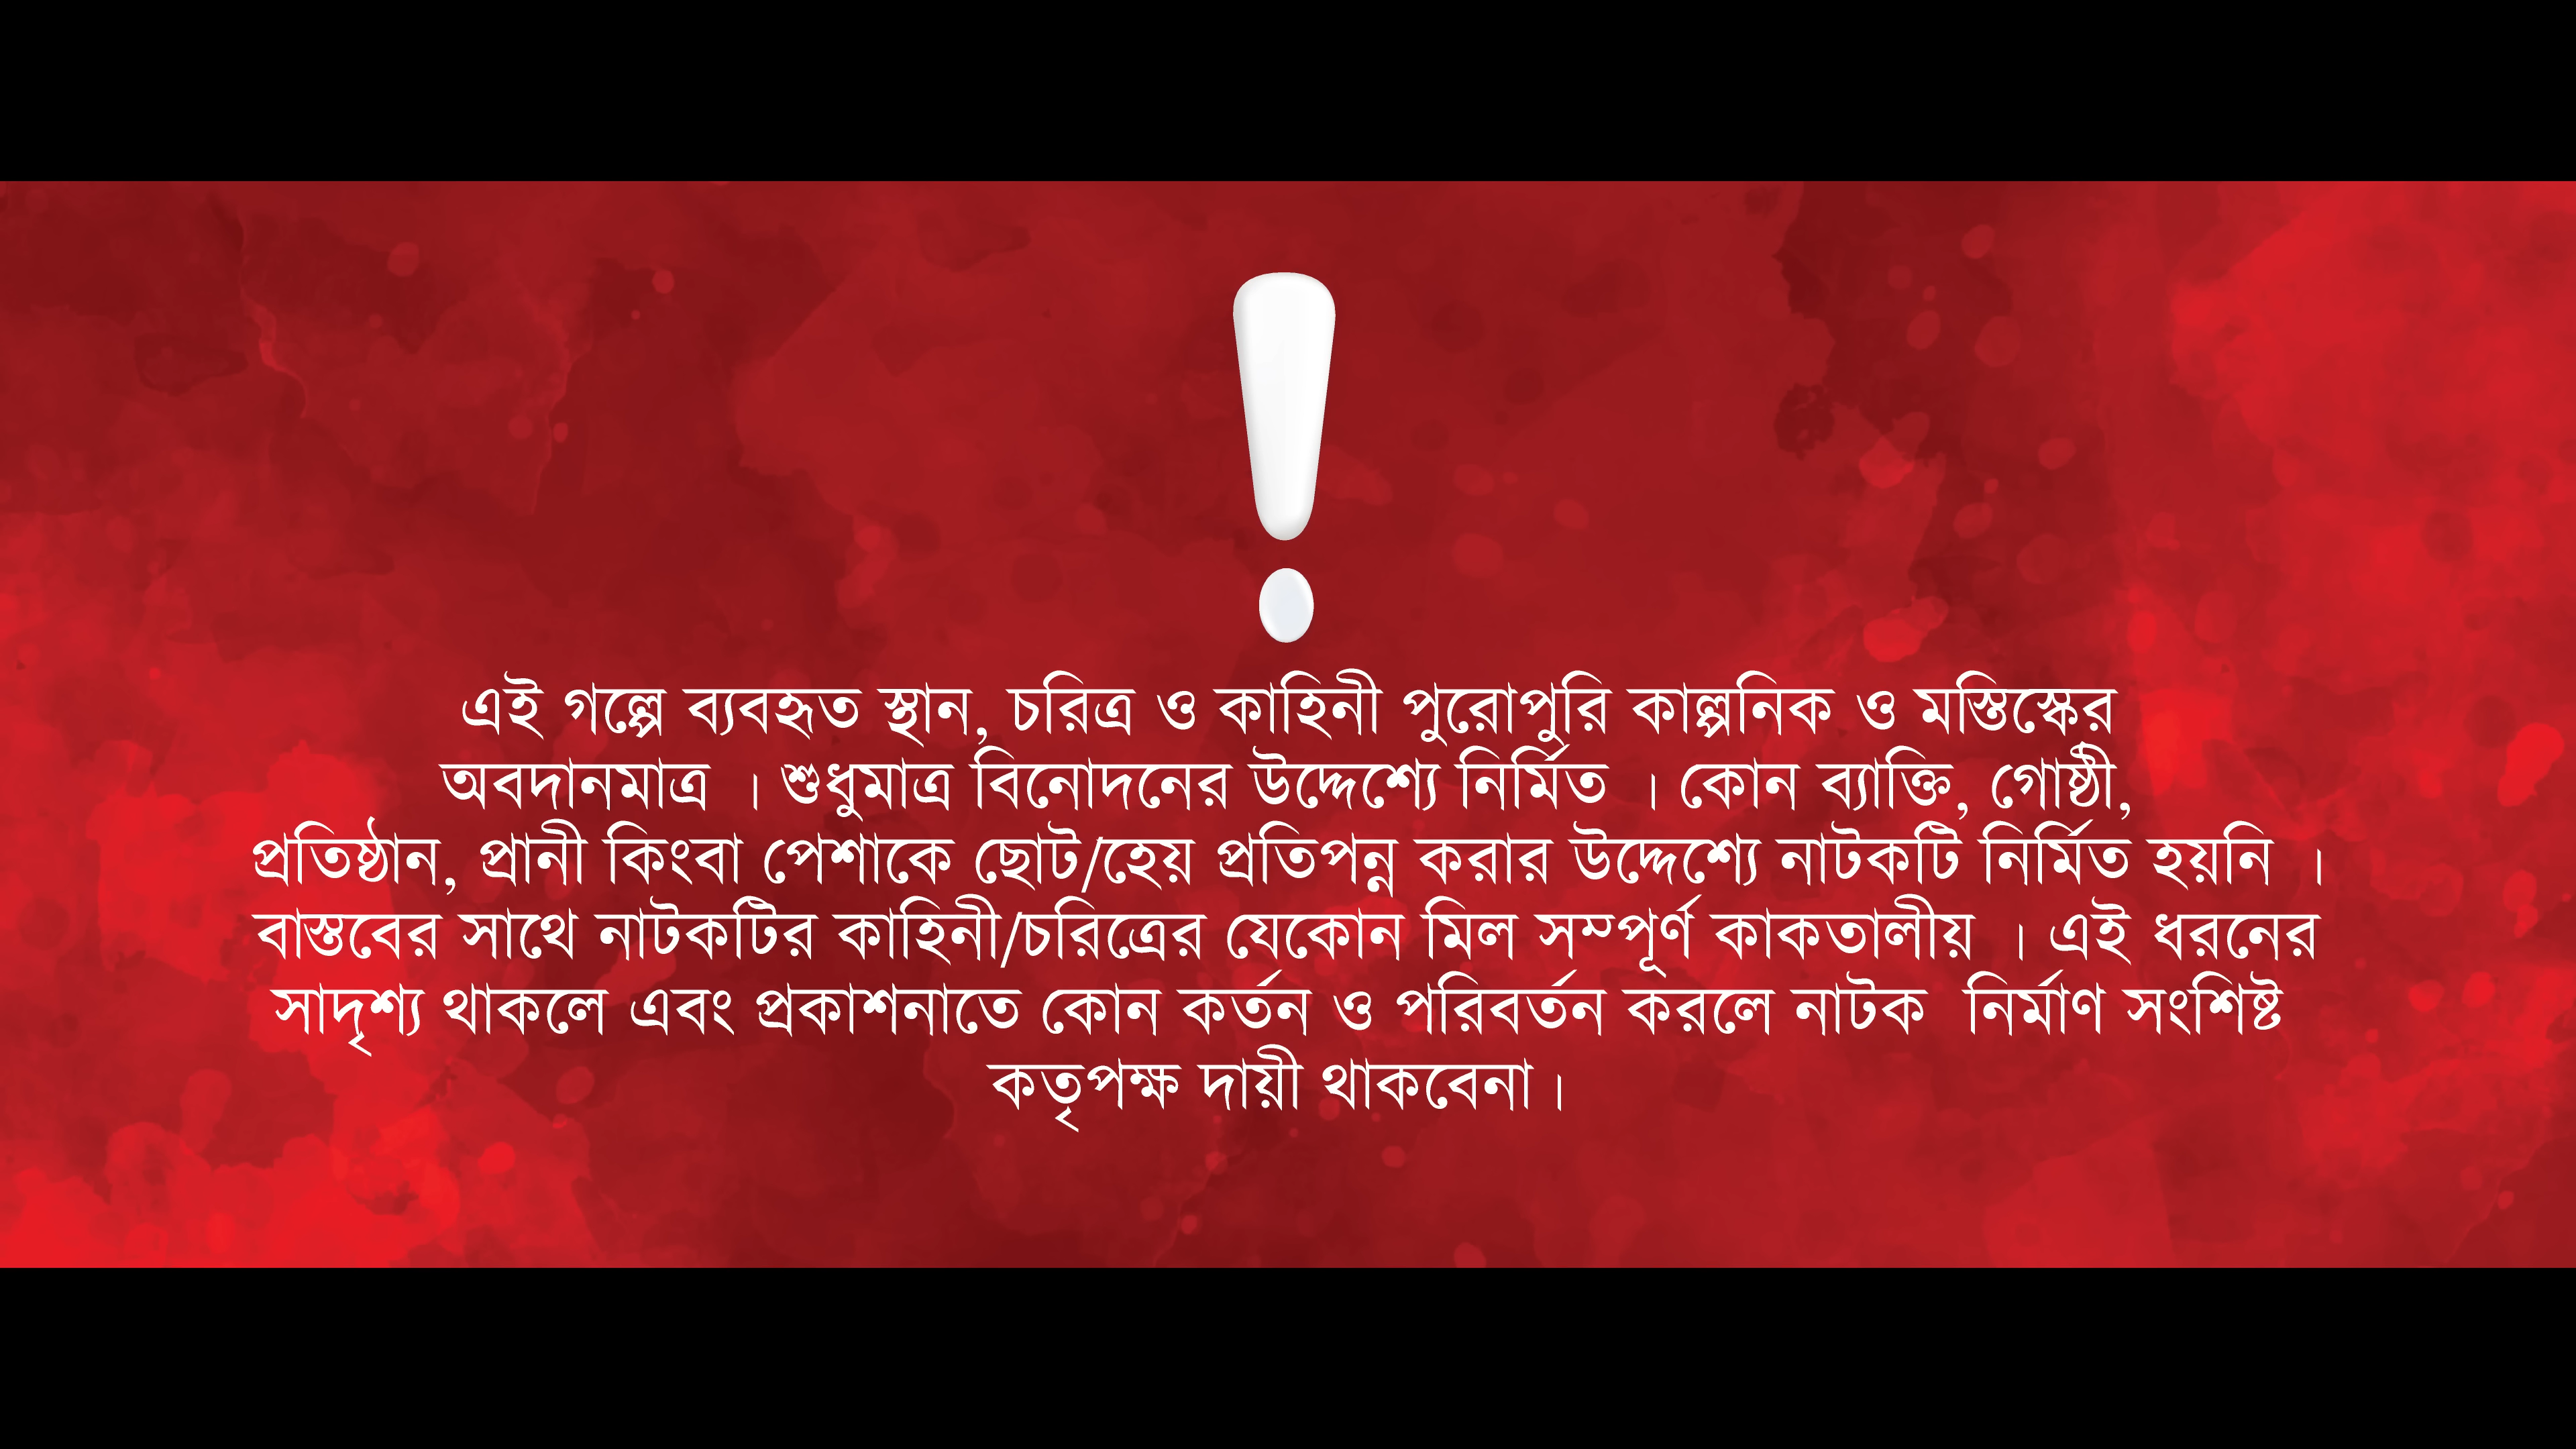 !
এই গল্পে ব্যবহৃত স্থান, চরিত্র ও কাহিনী পুরোপুরি কাল্পনিক ও মস্তিস্কের
অবদানমাত্র । শুধুমাত্র বিনোদনের উদ্দেশ্যে নির্মিত । কোন ব্যাক্তি, গোষ্ঠী,
প্রতিষ্ঠান, প্রানী কিংবা পেশাকে ছোট/হেয় প্রতিপন্ন করার উদ্দেশ্যে নাটকটি নির্মিত হয়নি ।
বাস্তবের সাথে নাটকটির কাহিনী/চরিত্রের যেকোন মিল সম্পূর্ণ কাকতালীয় । এই ধরনের
সাদৃশ্য থাকলে এবং প্রকাশনাতে কোন কর্তন ও পরিবর্তন করলে নাটক নির্মাণ সংশিষ্ট
কতৃপক্ষ দায়ী থাকবেনা।